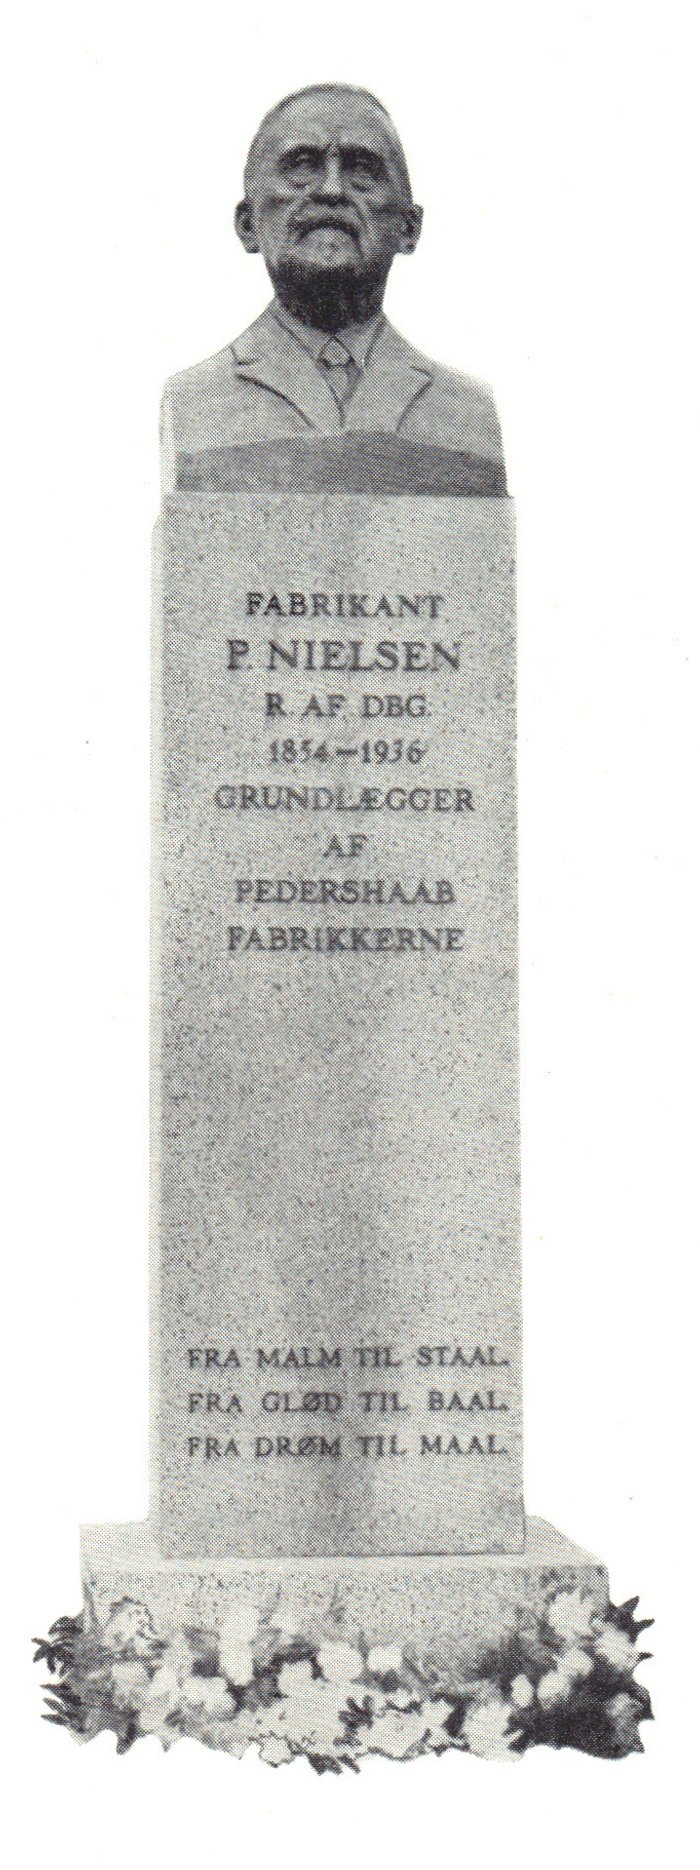 FABRIKANT
P. NIELSEN
R. AF. DBG.
1854–1936
GRUNDLÆGGER
AF
PEDERSHAAB
FABRIKKERNE
FRA MALM TIL STAAL.
FRA GLØD TIL BAAL.
FRA DRØM TIL MAAL.